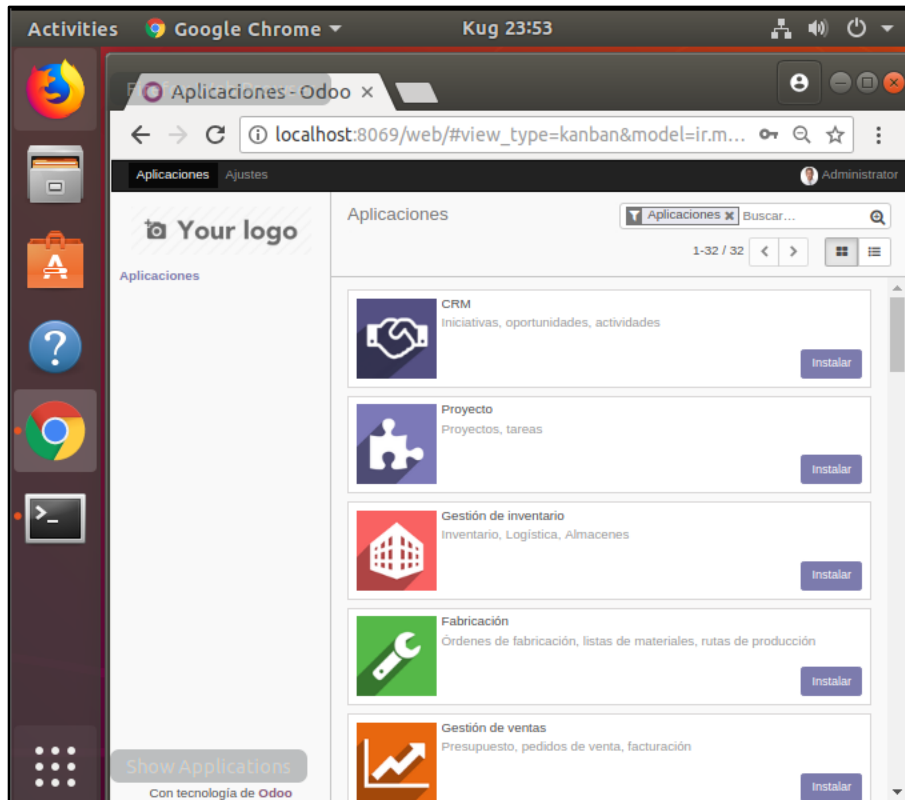 Activities Google Chrome Kug 23:53
Aplicaciones - Odoo
localhost:8069/web/#view_type=kanban&model=ir.m...
Aplicaciones Ajustes Administrator
Your logo
Aplicaciones
Aplicaciones
Aplicaciones Buscar...
1-32 / 32
CRM
Iniciativas, oportunidades, actividades
Instalar
Proyecto
Proyectos, tareas
Instalar
Gestión de inventario
Inventario, Logística, Almacenes
Instalar
Fabricación
Órdenes de fabricación, listas de materiales, rutas de producción
Instalar
Gestión de ventas
Presupuesto, pedidos de venta, facturación
Instalar
Show Applications
Con tecnología de Odoo